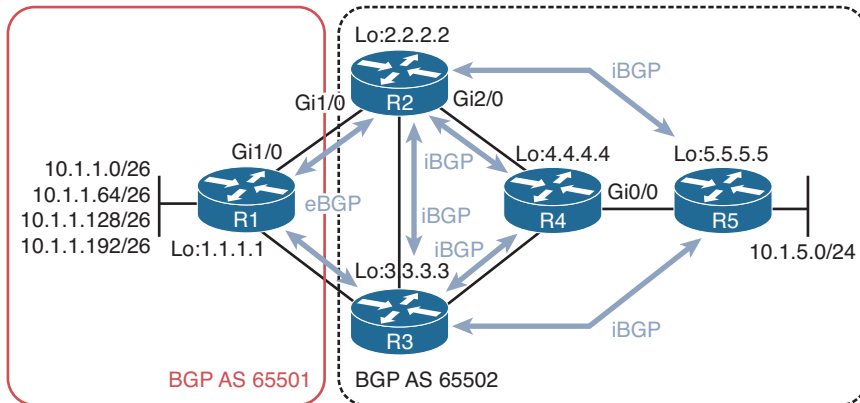 Lo:2.2.2.2
iBGP
R2
Gi1/0
Gi2/0
Gi1/0
iBGP
Lo:4.4.4.4
Lo:5.5.5.5
10.1.1.0/26
10.1.1.64/26
10.1.1.128/26
10.1.1.192/26
R1
eBGP
iBGP
R4
Gi0/0
R5
Lo:1.1.1.1
iBGP
10.1.5.0/24
Lo:3.3.3.3
R3
iBGP
BGP AS 65501
BGP AS 65502